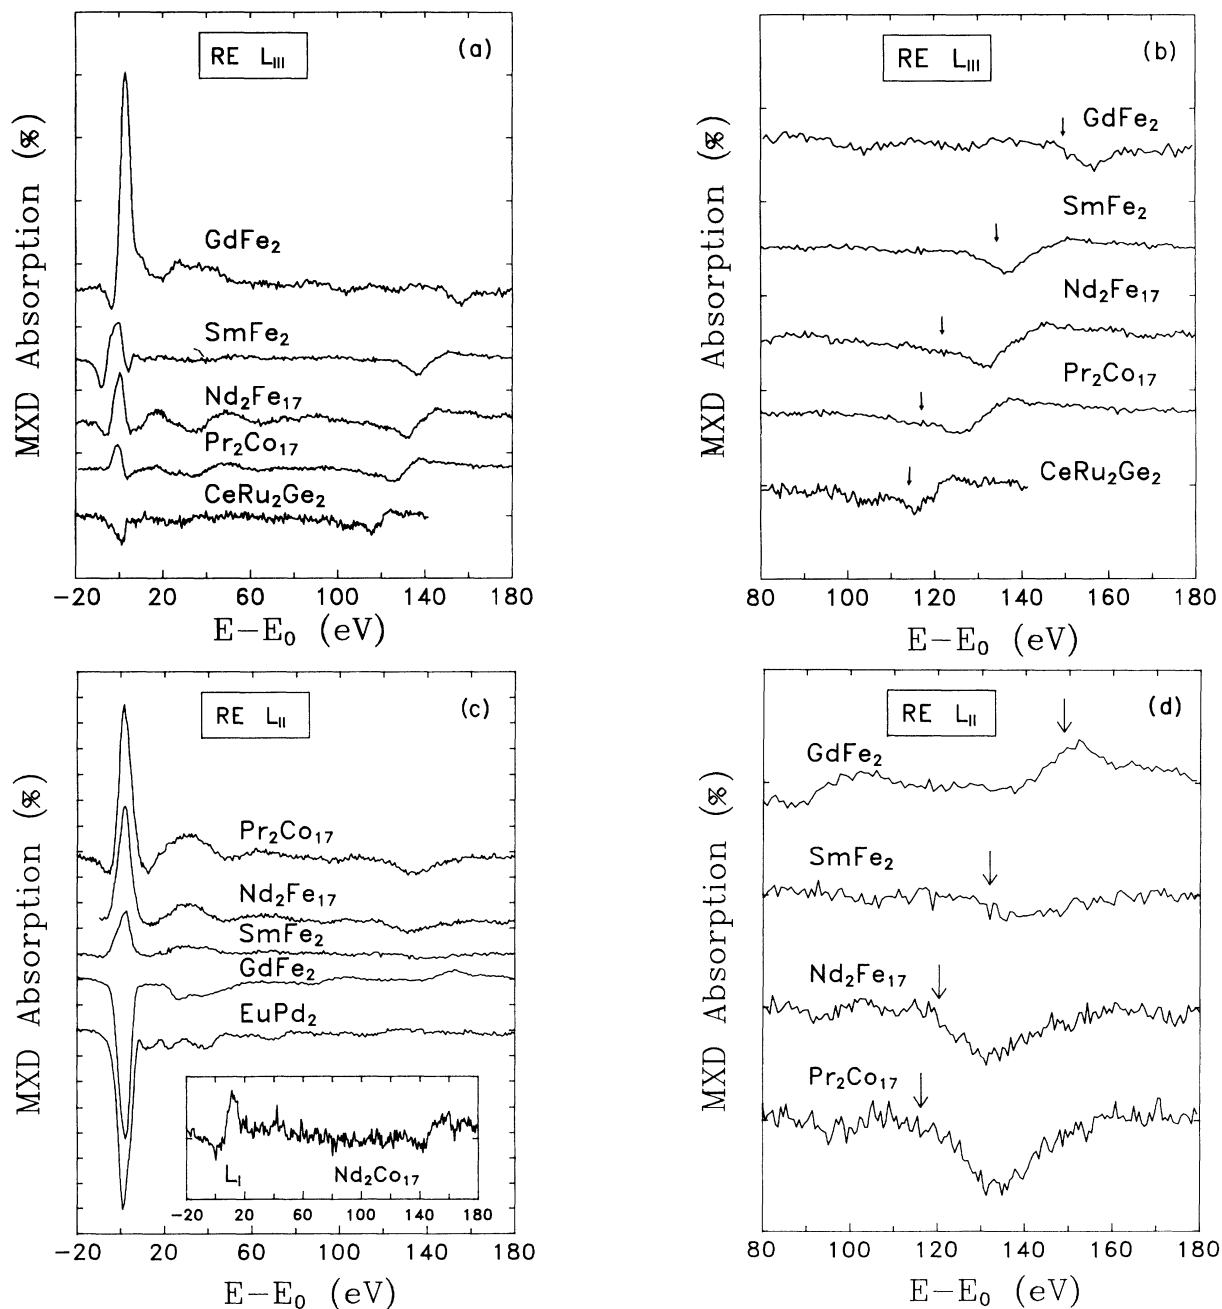 (a)
RE L_III
GdFe₂
SmFe₂
Nd₂Fe₁₇
Pr₂Co₁₇
CeRu₂Ge₂
MXD Absorption (%)
−20 20 60 100 140 180
E−E₀ (eV)
(b)
RE L_III
GdFe₂
SmFe₂
Nd₂Fe₁₇
Pr₂Co₁₇
CeRu₂Ge₂
MXD Absorption (%)
80 100 120 140 160 180
E−E₀ (eV)
(c)
RE L_II
Pr₂Co₁₇
Nd₂Fe₁₇
SmFe₂
GdFe₂
EuPd₂
L_I Nd₂Co₁₇
−20 20 60 100 140 180
MXD Absorption (%)
−20 20 60 100 140 180
E−E₀ (eV)
(d)
RE L_II
GdFe₂
SmFe₂
Nd₂Fe₁₇
Pr₂Co₁₇
MXD Absorption (%)
80 100 120 140 160 180
E−E₀ (eV)